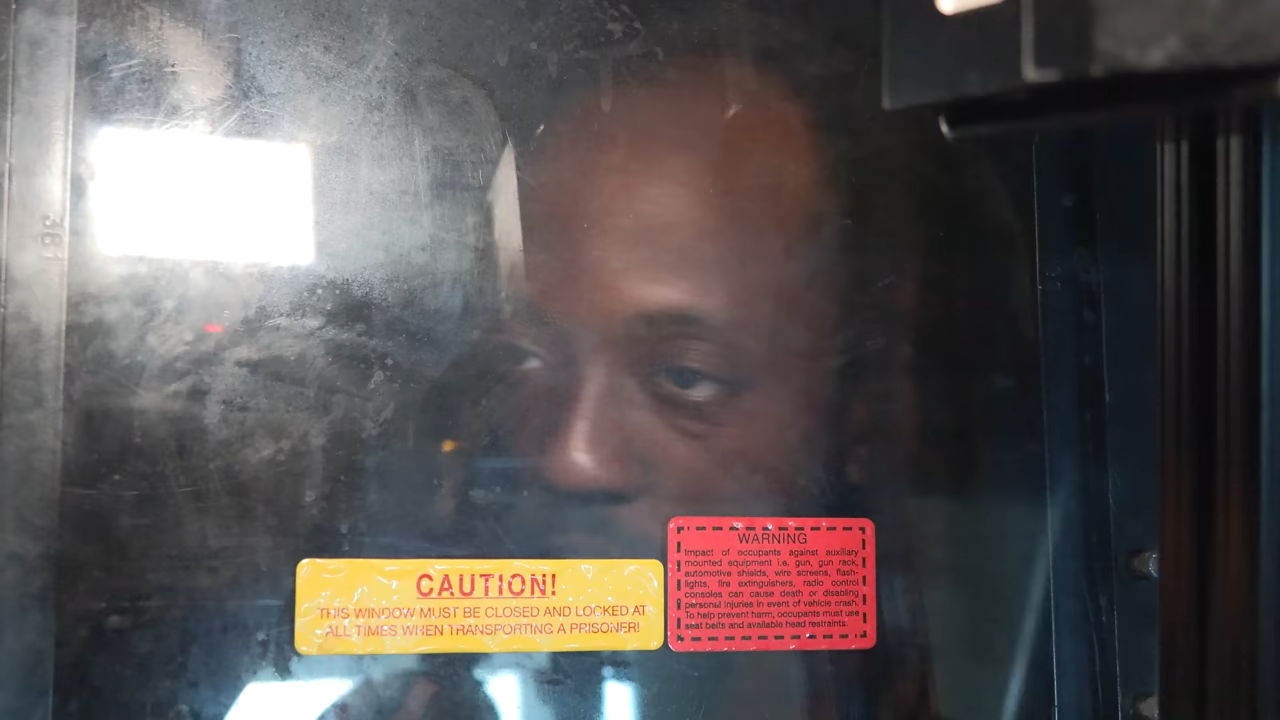 361
CAUTION!
THIS WINDOW MUST BE CLOSED AND LOCKED AT
ALL TIMES WHEN TRANSPORTING A PRISONER!
WARNING
Impact of occupants against auxiliary
mounted equipment i.e. gun, gun rack,
automotive shields, wire screens, flash-
lights, fire extinguishers, radio control
consoles can cause death or disabling
personal injuries in event of vehicle crash.
To help prevent harm, occupants must use
seat belts and available head restraints.